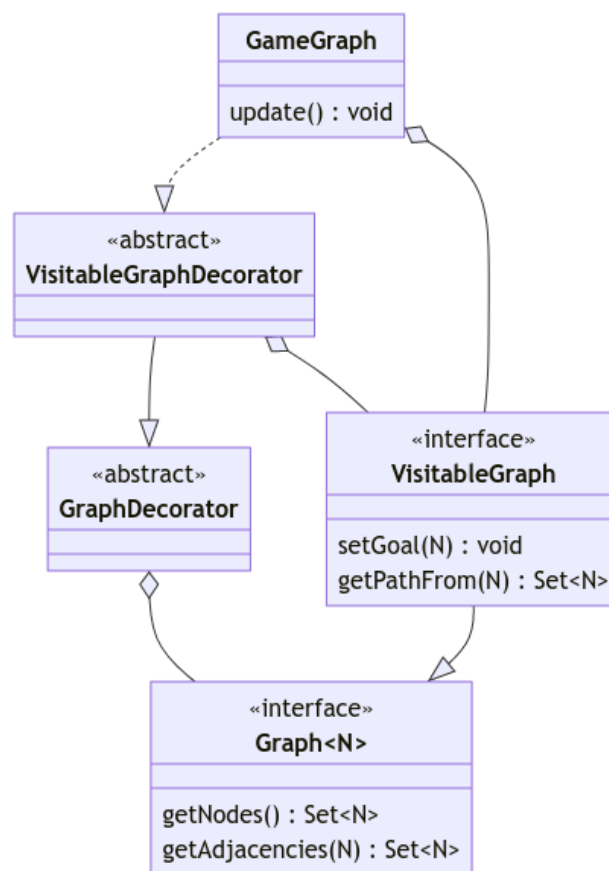 GameGraph
update() : void
«abstract»
VisitableGraphDecorator
«abstract»
GraphDecorator
«interface»
VisitableGraph
setGoal(N) : void
getPathFrom(N) : Set<N>
«interface»
Graph<N>
getNodes() : Set<N>
getAdjacencies(N) : Set<N>